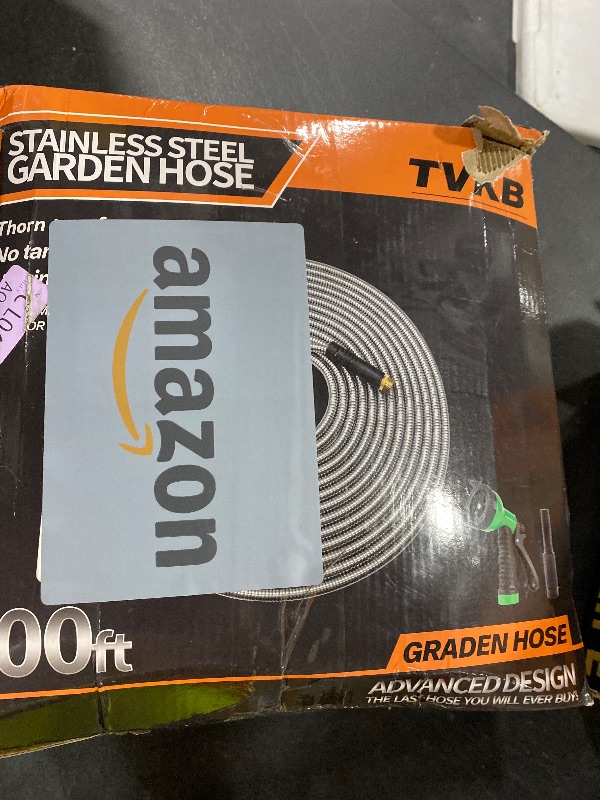 STAINLESS STEEL
GARDEN HOSE
TVKB
Thorn
No tan
amazon
00ft
GRADEN HOSE
ADVANCED DESIGN
THE LAST HOSE YOU WILL EVER BUY!